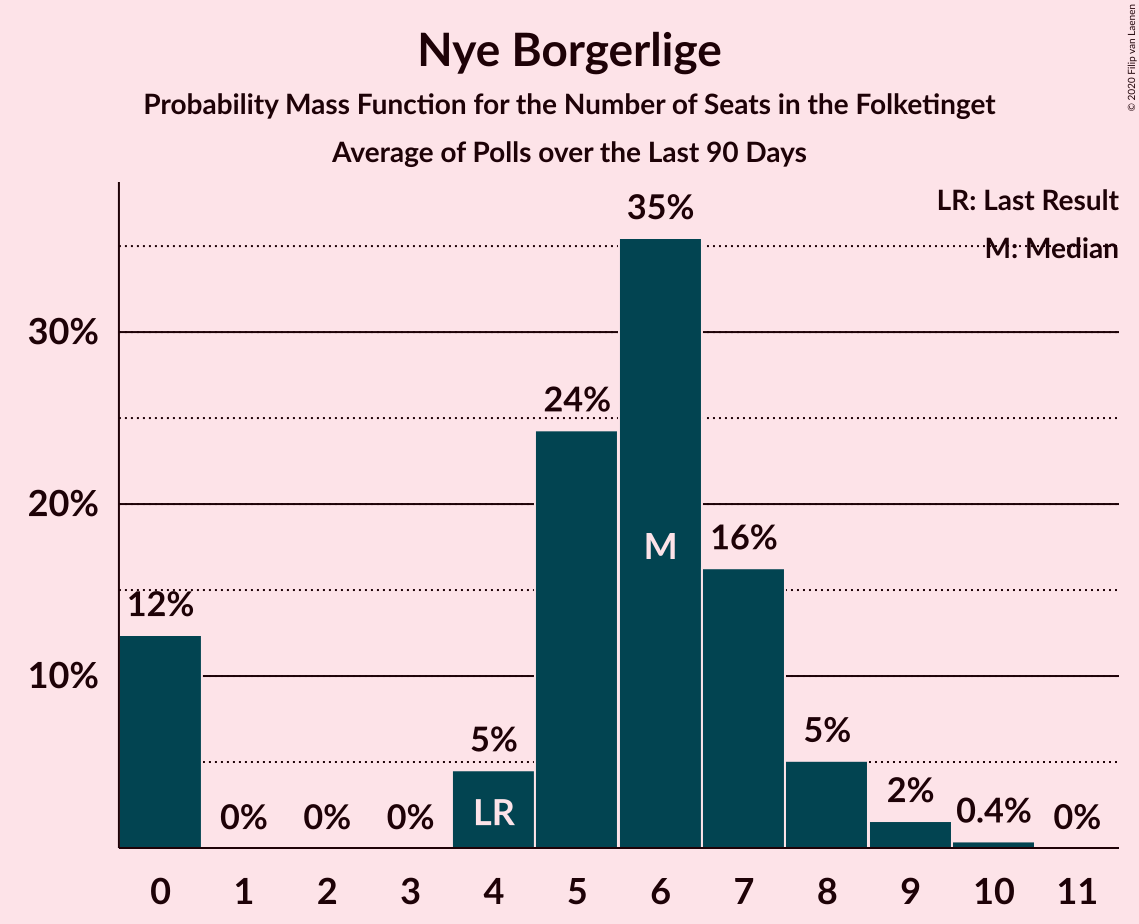 Nye Borgerlige
Probability Mass Function for the Number of Seats in the Folketinget
Average of Polls over the Last 90 Days
© 2020 Filip van Laenen
LR: Last Result
M: Median
35%
30%
24%
20%
16%
M
12%
10%
5%
5%
2%
0%
0%
0%
LR
0.4%
0%
0 1 2 3 4 5 6 7 8 9 10 11